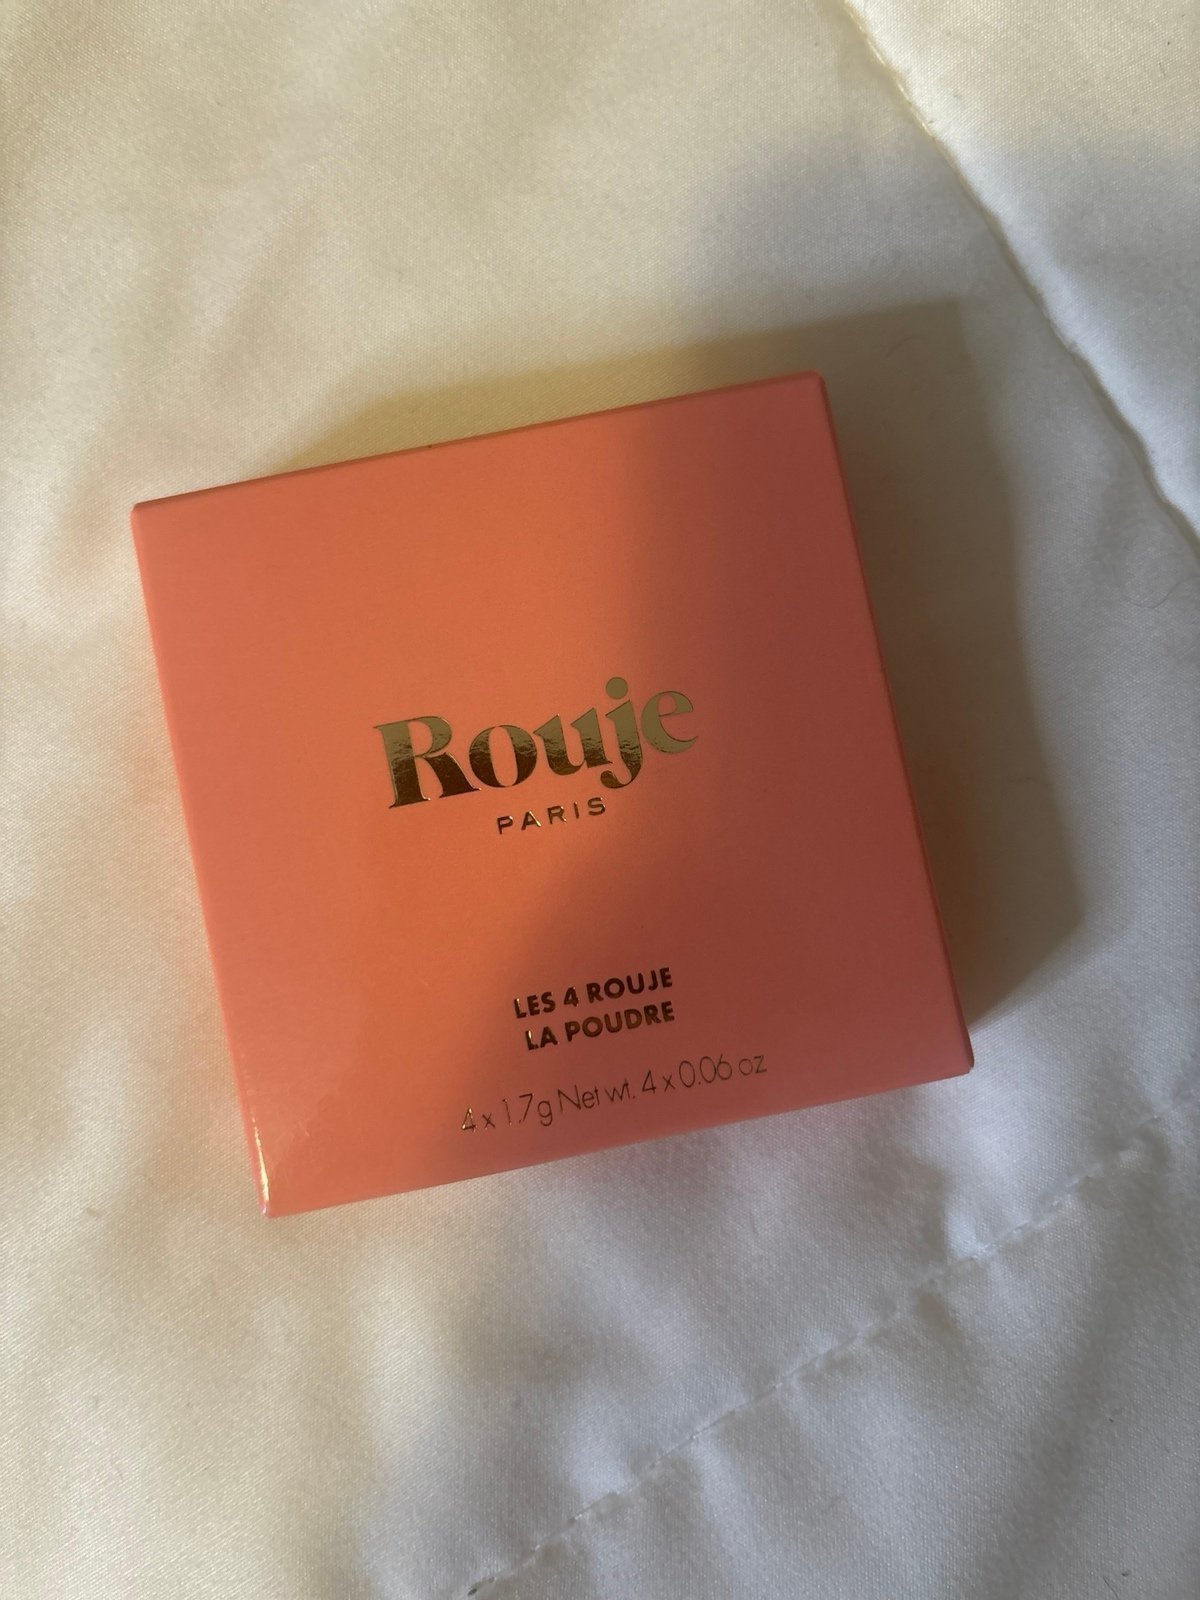 Rouje
PARIS
LES 4 ROUJE
LA POUDRE
4 x 1.7g Net wt. 4 x 0.06 oz